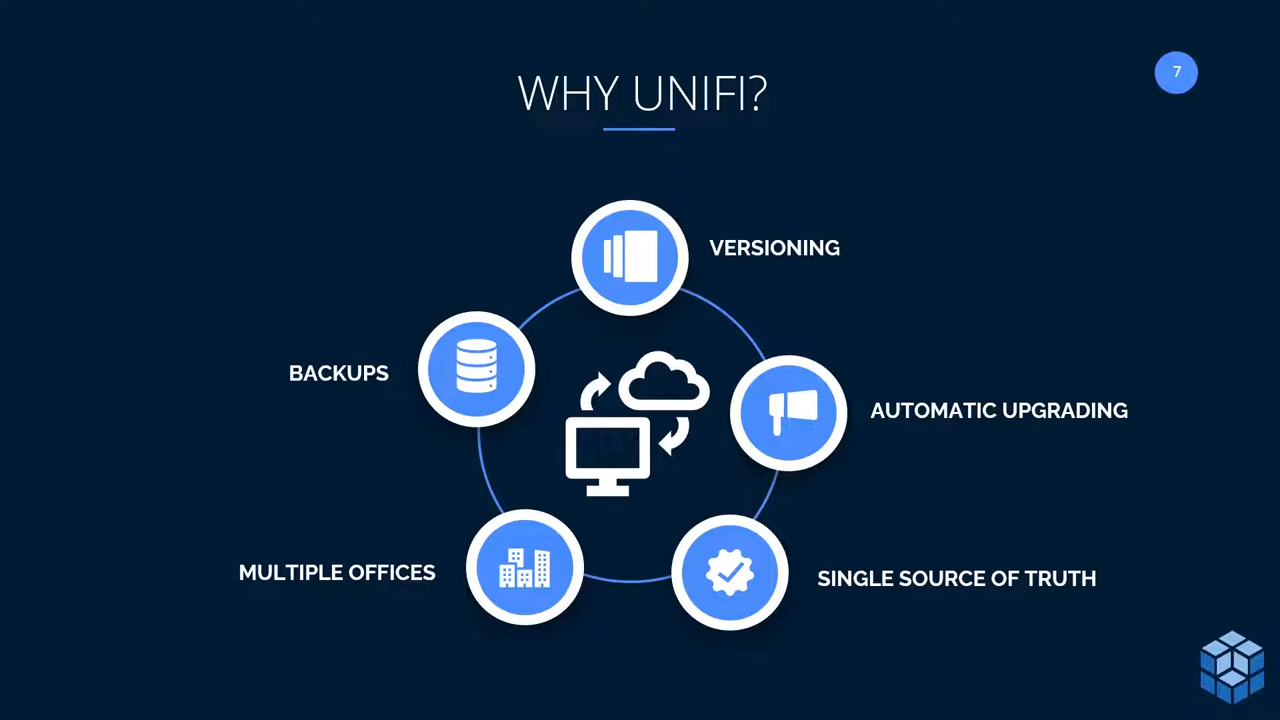 WHY UNIFI?
7
VERSIONING
BACKUPS
AUTOMATIC UPGRADING
MULTIPLE OFFICES
SINGLE SOURCE OF TRUTH